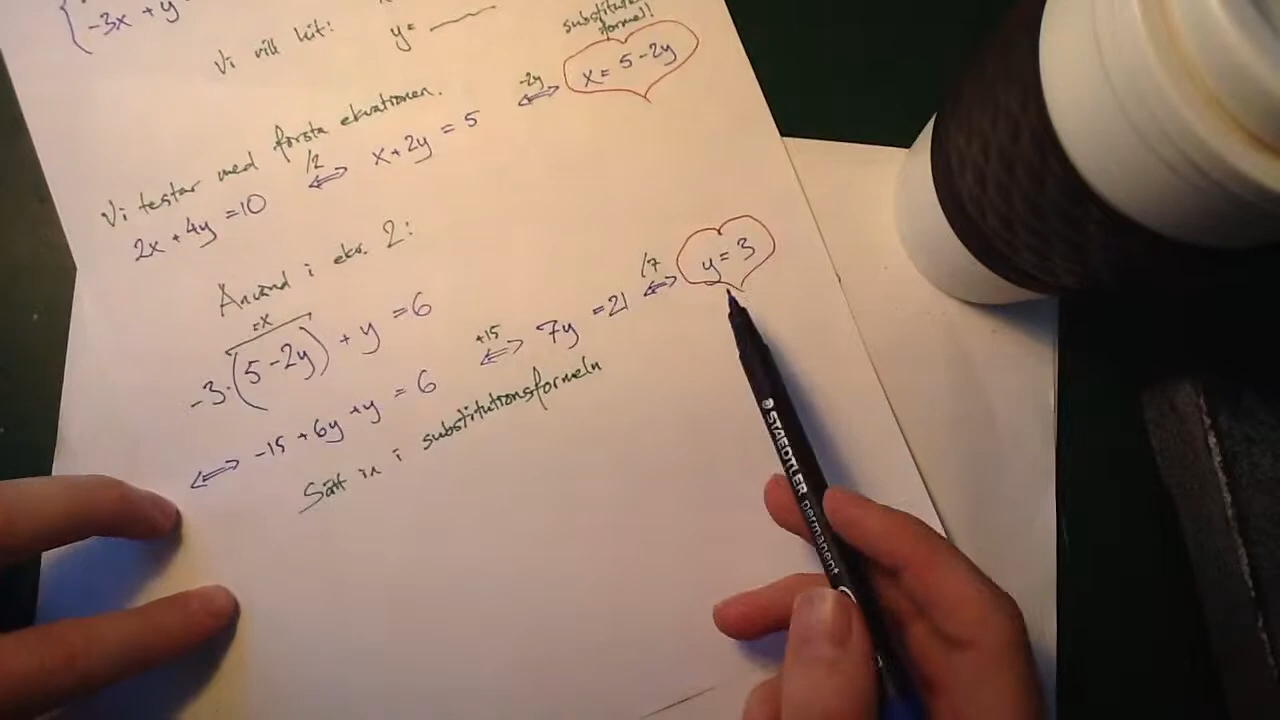 -3x + y
Vi vill hit:
y=
formel!
Vi testar med första ekvationen.
2x + 4y = 10 /2 ⟺ x + 2y = 5 -2y ⟺ x = 5 - 2y
Använd i ekv. 2:
=x
-3·(5 - 2y) + y = 6
⟺ -15 + 6y + y = 6 +15 ⟺ 7y = 21 /7 ⟺ y = 3
Sätt in i substitutionsformeln
STAEDTLER permanent